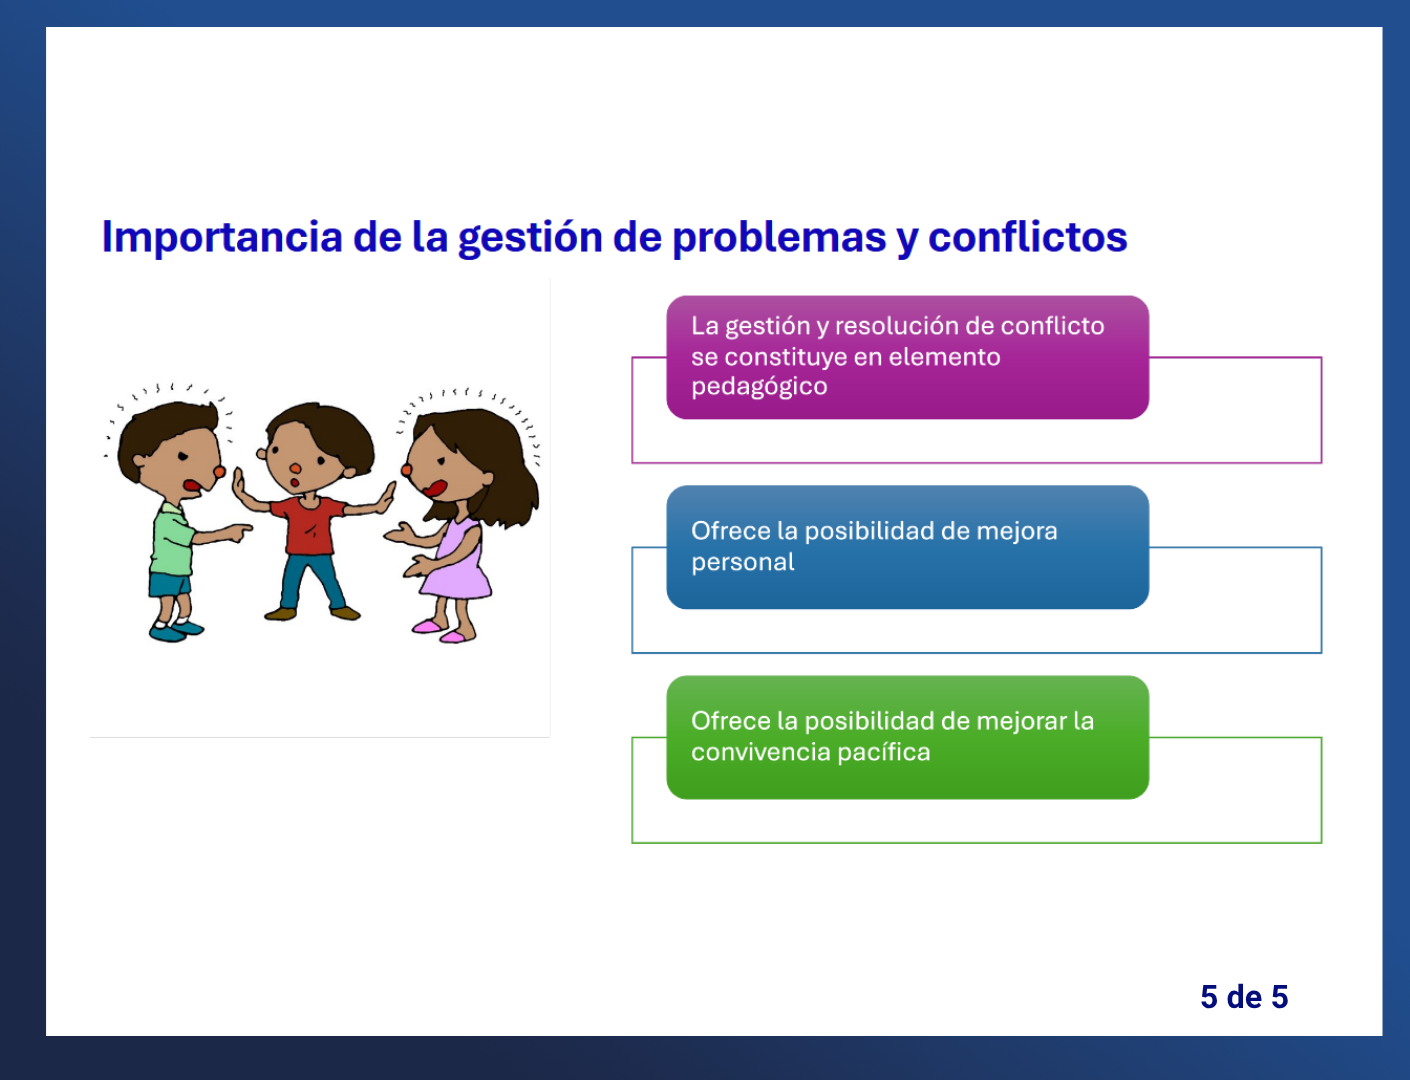 Importancia de la gestión de problemas y conflictos
La gestión y resolución de conflicto
se constituye en elemento
pedagógico
Ofrece la posibilidad de mejora
personal
Ofrece la posibilidad de mejorar la
convivencia pacífica
5 de 5